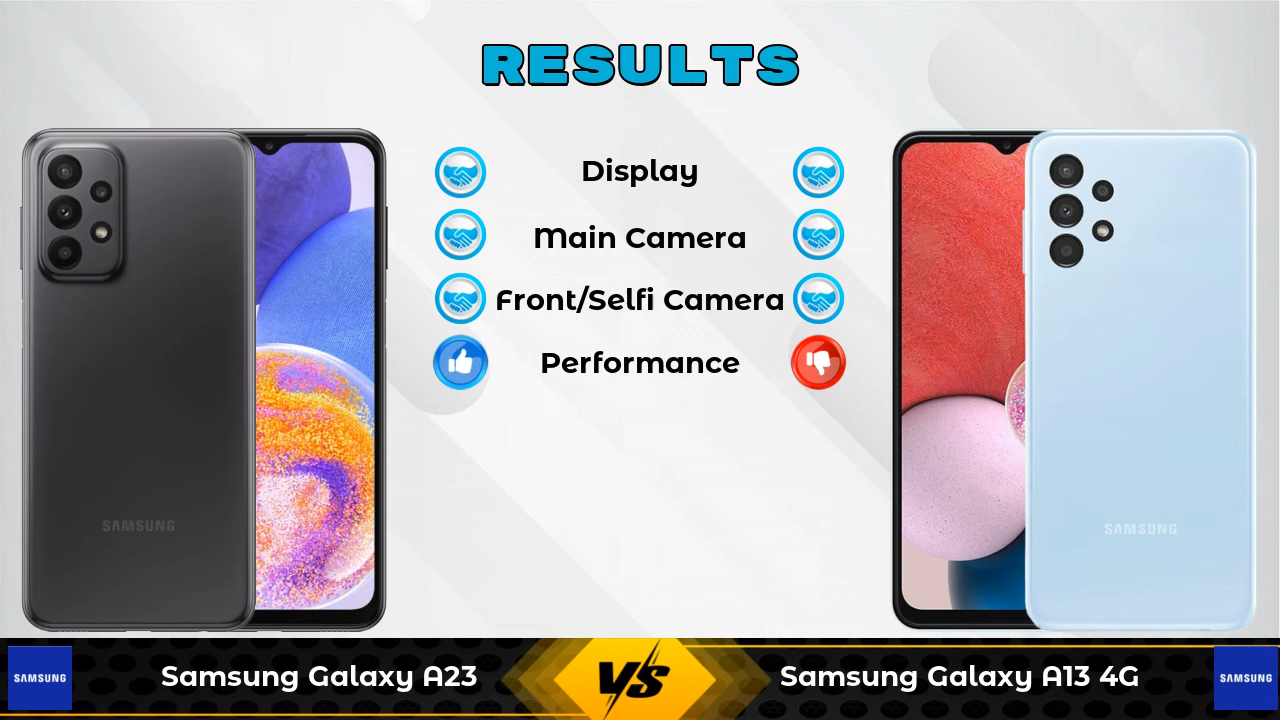 RESULTS
Display
Main Camera
Front/Selfi Camera
Performance
SAMSUNG
SAMSUNG
SAMSUNG
Samsung Galaxy A23
VS
Samsung Galaxy A13 4G
SAMSUNG